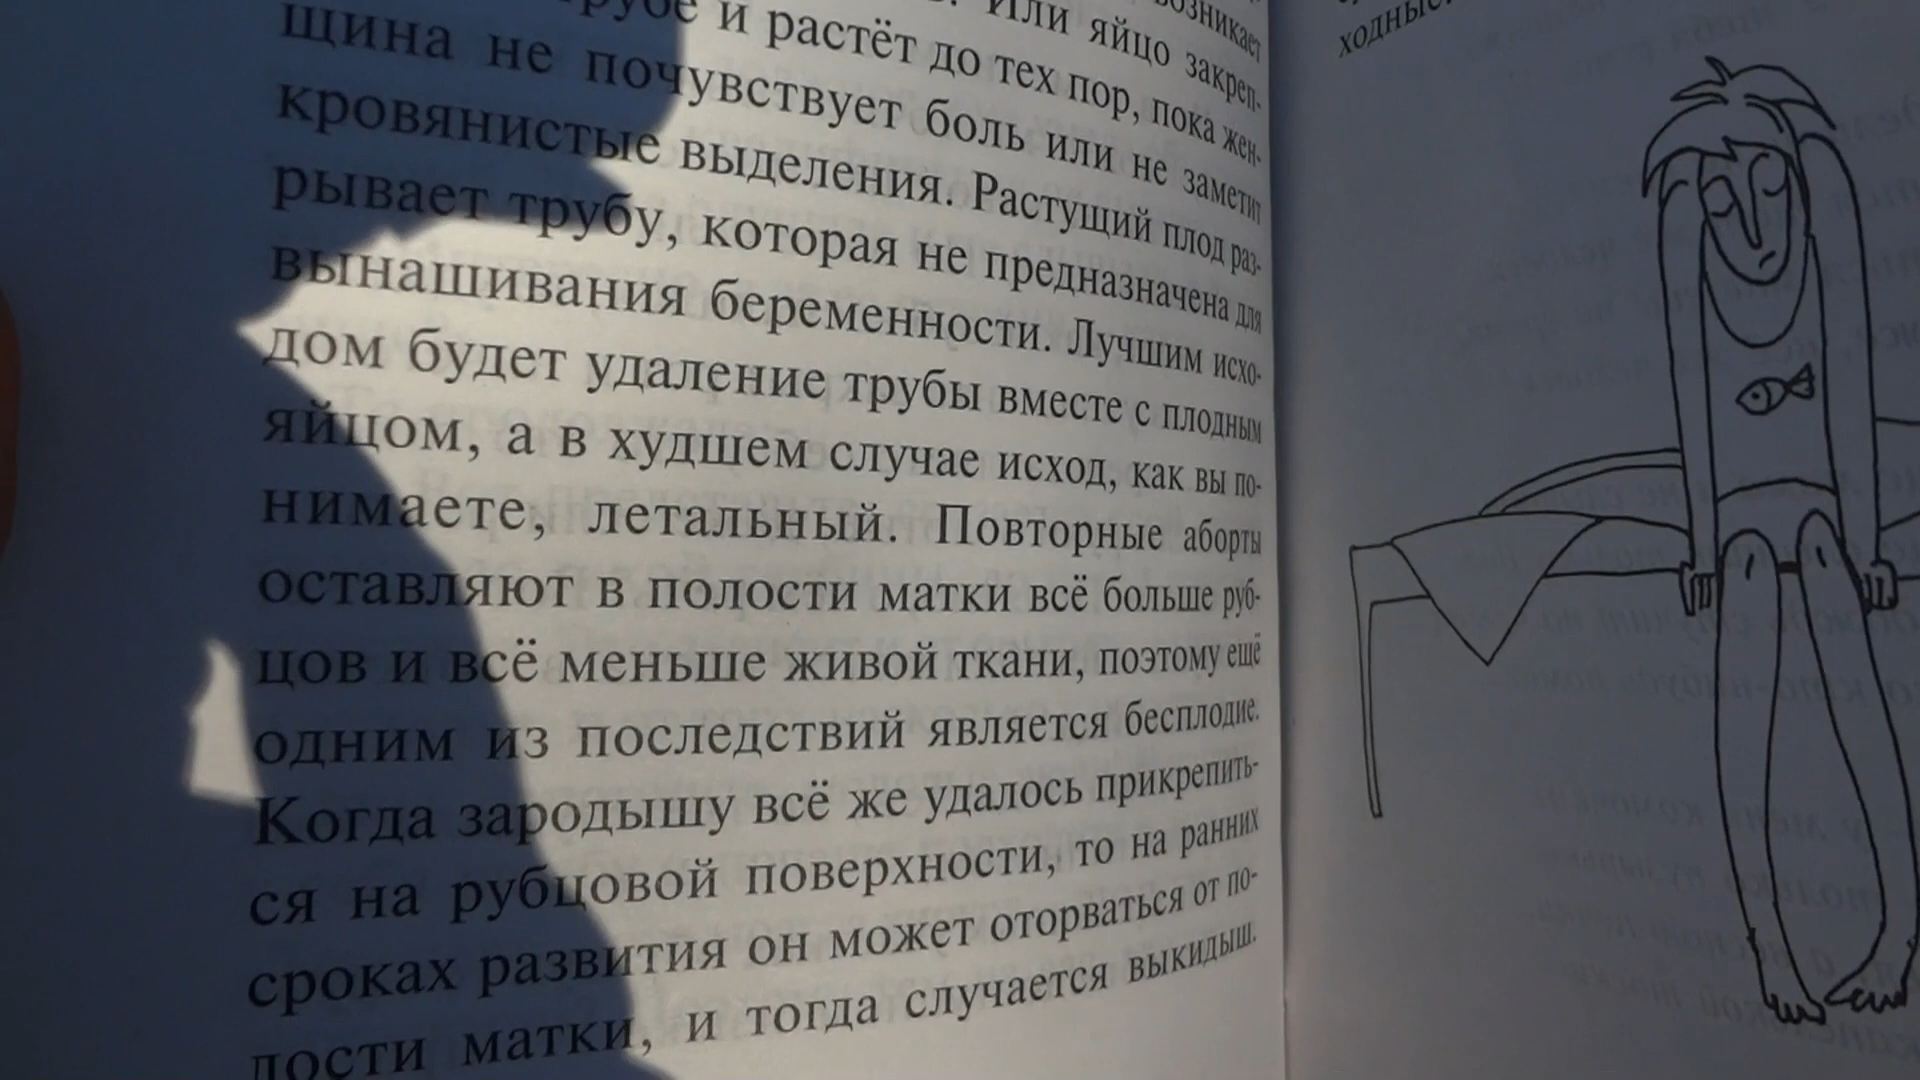 возникает
Или яйцо закреп-
трубе и растёт до тех пор, пока жен-
щина не почувствует боль или не заметит
кровянистые выделения. Растущий плод раз-
рывает трубу, которая не предназначена для
вынашивания беременности. Лучшим исхо-
дом будет удаление трубы вместе с плодным
яйцом, а в худшем случае исход, как вы по-
нимаете, летальный. Повторные аборты
оставляют в полости матки всё больше руб-
цов и всё меньше живой ткани, поэтому ещё
одним из последствий является бесплодие.
Когда зародышу всё же удалось прикрепить-
ся на рубцовой поверхности, то на ранних
сроках развития он может оторваться от по-
лости матки, и тогда случается выкидыш.